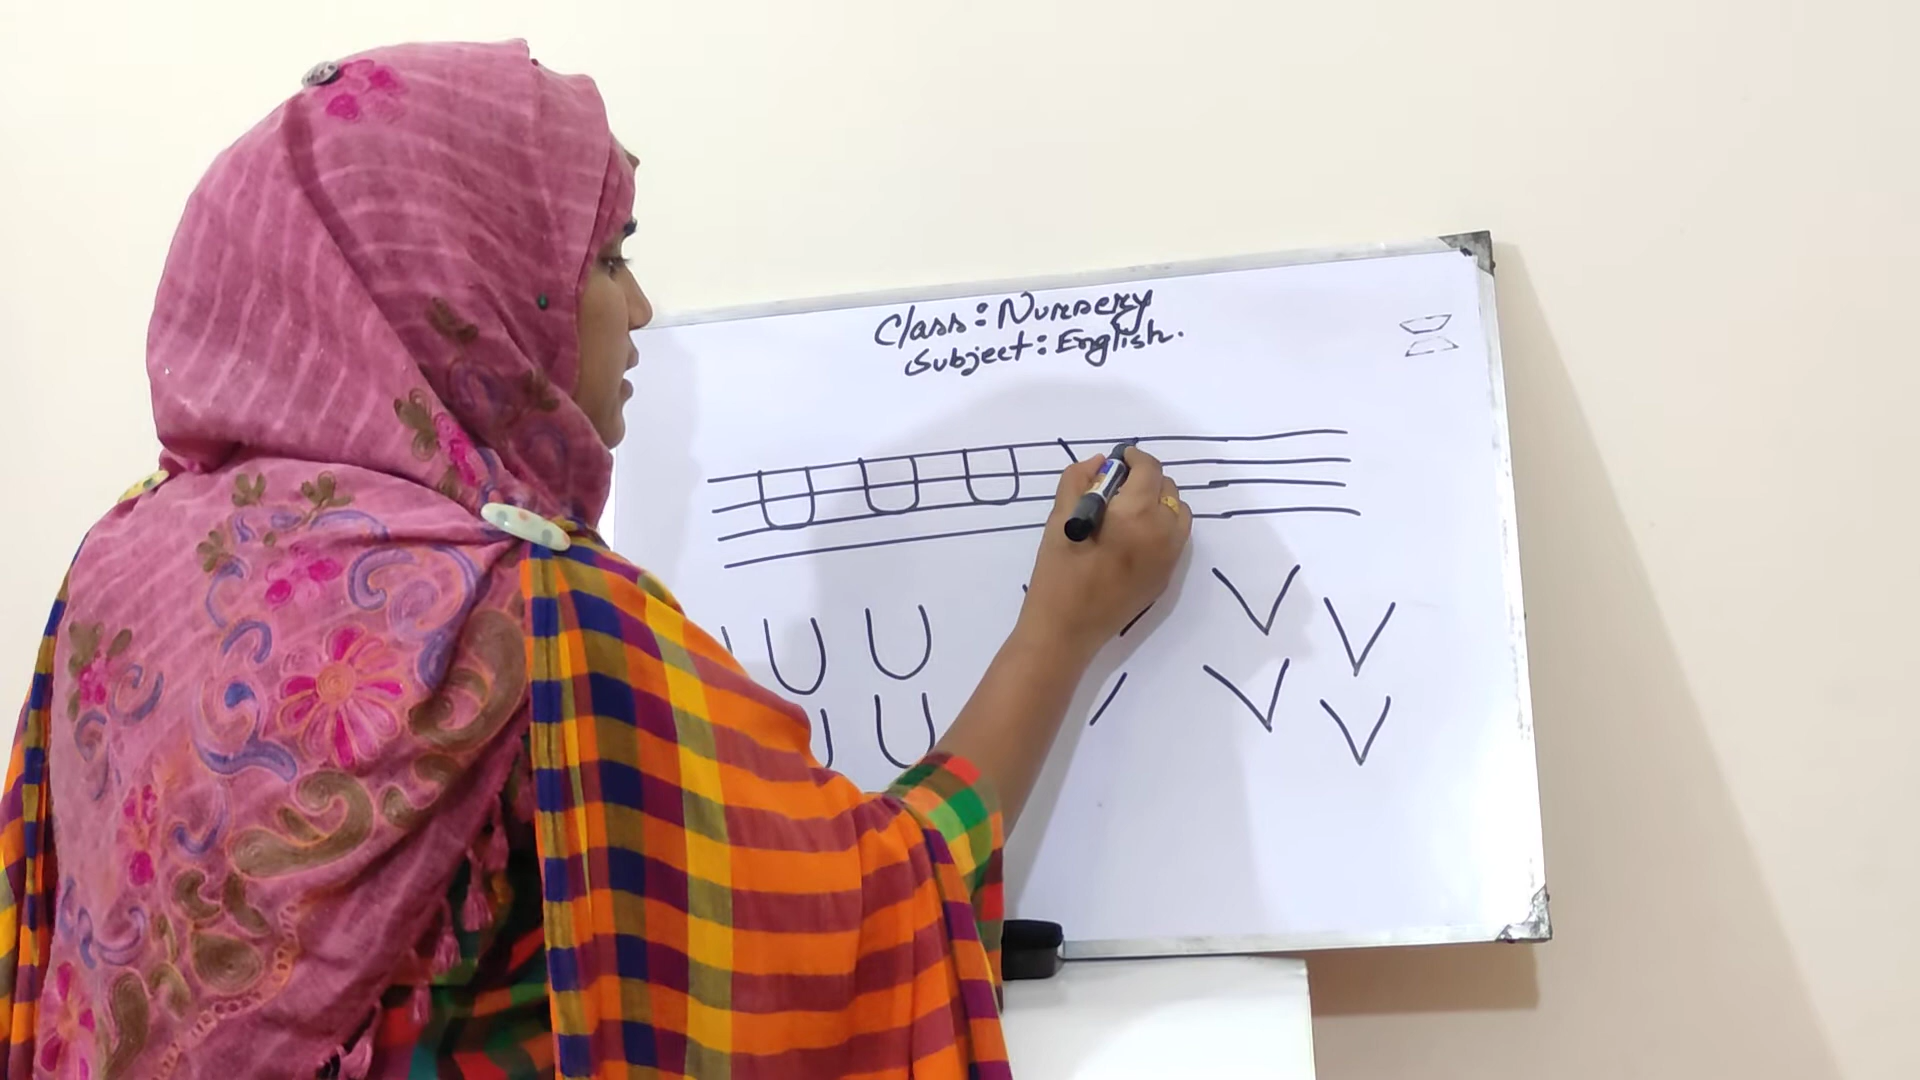 Class: Nursery
Subject: English.
U U U
U U V V
U U V V